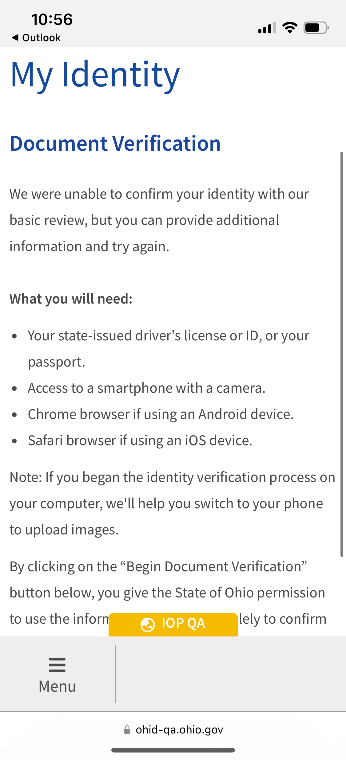 10:56
◀ Outlook
My Identity
Document Verification
We were unable to confirm your identity with our
basic review, but you can provide additional
information and try again.
What you will need:
• Your state-issued driver's license or ID, or your
passport.
• Access to a smartphone with a camera.
• Chrome browser if using an Android device.
• Safari browser if using an iOS device.
Note: If you began the identity verification process on
your computer, we'll help you switch to your phone
to upload images.
By clicking on the “Begin Document Verification”
button below, you give the State of Ohio permission
to use the confirm
IOP QA
Menu
ohid-qa.ohio.gov